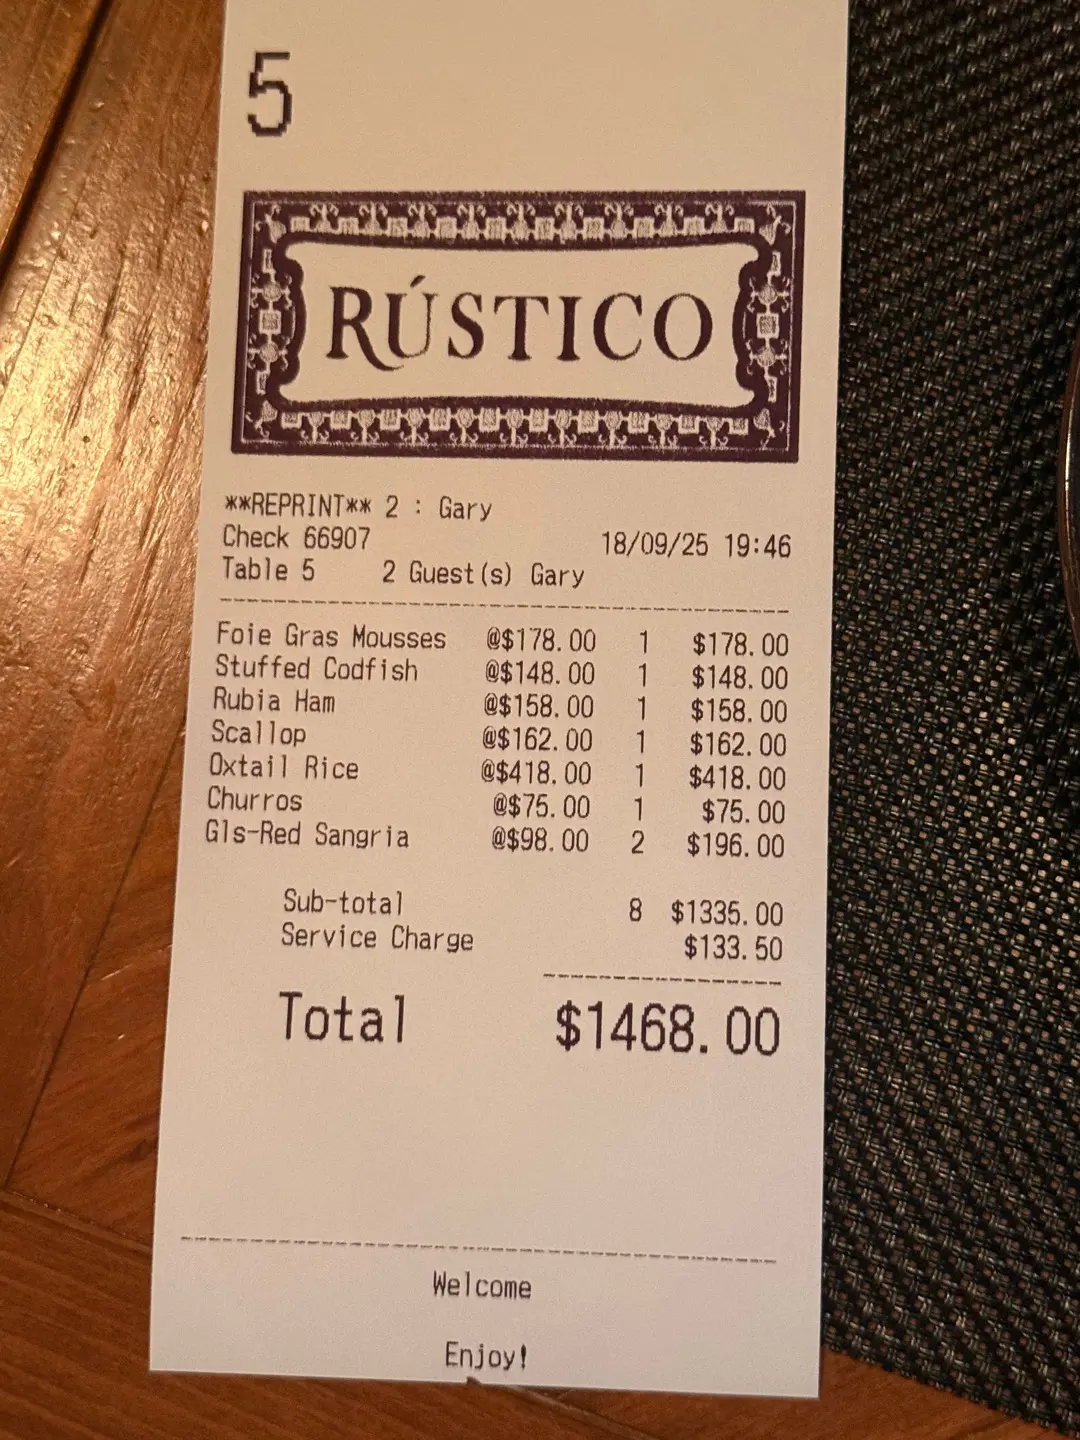 5
RÚSTICO
**REPRINT** 2 : Gary
Check 66907 18/09/25 19:46
Table 5 2 Guest(s) Gary
Foie Gras Mousses @$178.00 1 $178.00
Stuffed Codfish @$148.00 1 $148.00
Rubia Ham @$158.00 1 $158.00
Scallop @$162.00 1 $162.00
Oxtail Rice @$418.00 1 $418.00
Churros @$75.00 1 $75.00
Gls-Red Sangria @$98.00 2 $196.00
Sub-total 8 $1335.00
Service Charge $133.50
Total $1468.00
Welcome
Enjoy!